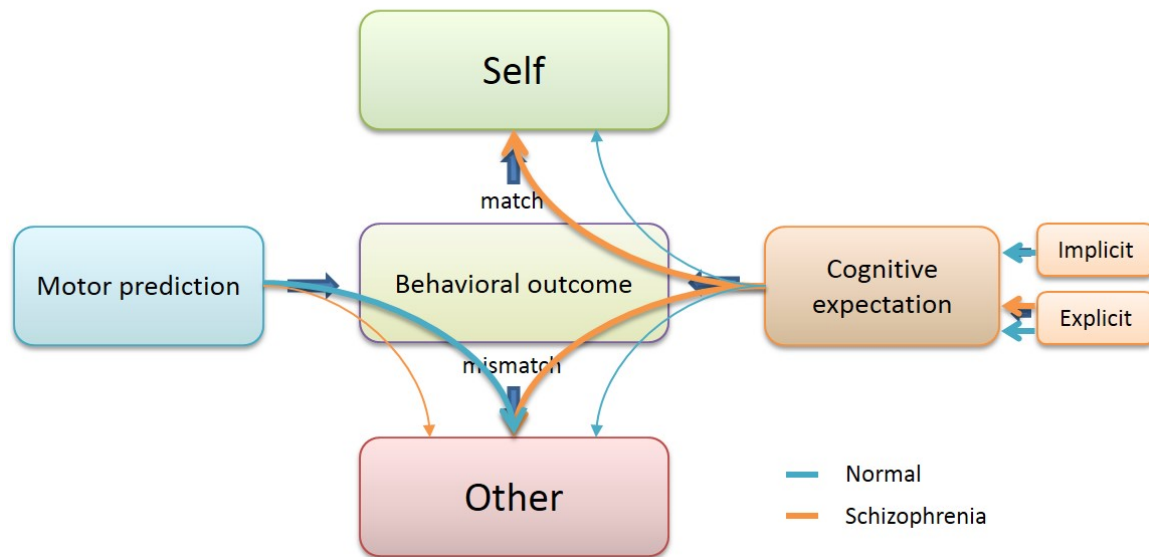 Self
match
Motor prediction
Behavioral outcome
Cognitive
expectation
Implicit
Explicit
mismatch
Other
Normal
Schizophrenia